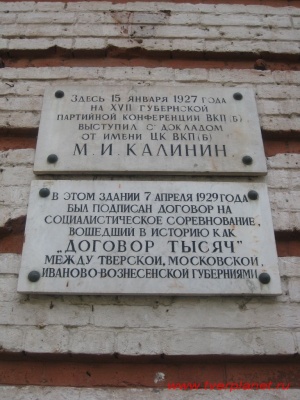 ЗДЕСЬ 15 ЯНВАРЯ 1927 ГОДА
НА XVII ГУБЕРНСКОЙ
ПАРТИЙНОЙ КОНФЕРЕНЦИИ ВКП(Б)
ВЫСТУПИЛ С ДОКЛАДОМ
ОТ ИМЕНИ ЦК ВКП(Б)
М. И. КАЛИНИН
В ЭТОМ ЗДАНИИ 7 АПРЕЛЯ 1929 ГОДА
БЫЛ ПОДПИСАН ДОГОВОР НА
СОЦИАЛИСТИЧЕСКОЕ СОРЕВНОВАНИЕ,
ВОШЕДШИЙ В ИСТОРИЮ КАК
„ДОГОВОР ТЫСЯЧ"
МЕЖДУ ТВЕРСКОЙ, МОСКОВСКОЙ,
ИВАНОВО-ВОЗНЕСЕНСКОЙ ГУБЕРНИЯМИ